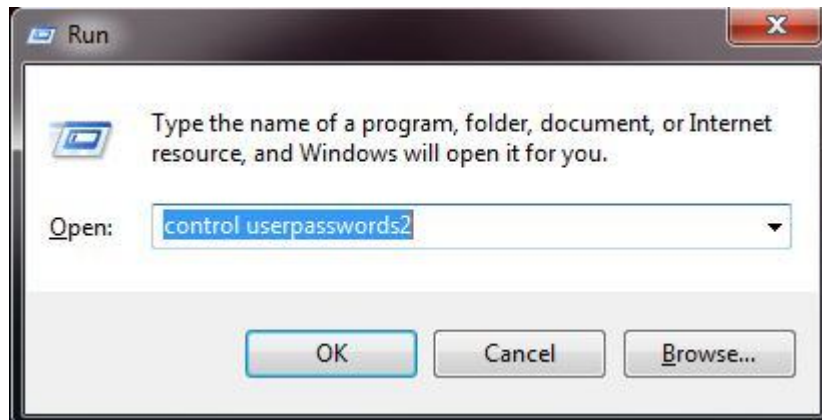 Run
Type the name of a program, folder, document, or Internet
resource, and Windows will open it for you.
Open: control userpasswords2
OK Cancel Browse...